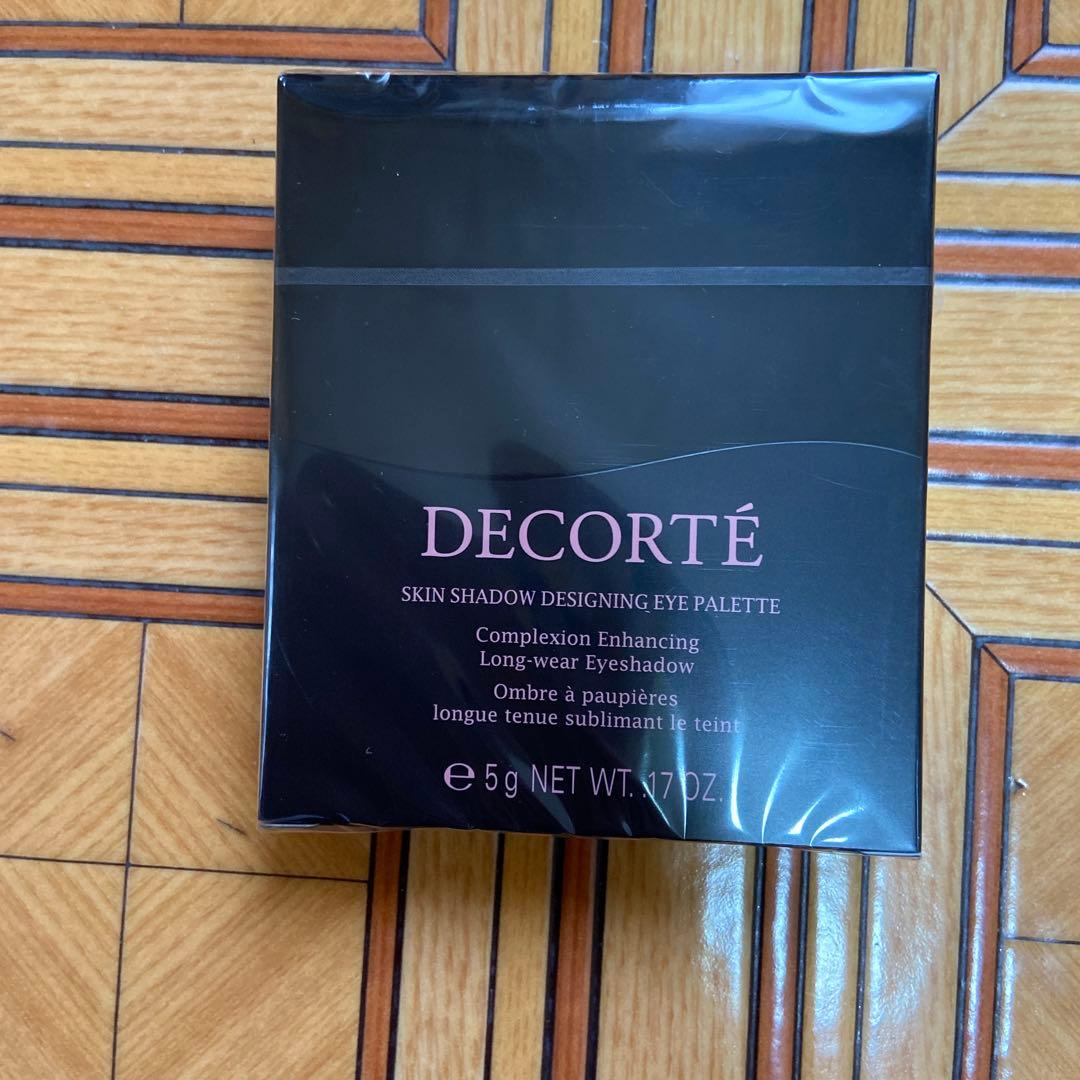 DECORTÉ
SKIN SHADOW DESIGNING EYE PALETTE
Complexion Enhancing
Long-wear Eyeshadow
Ombre à paupières
longue tenue sublimant le teint
℮ 5g NET WT. .17 OZ.